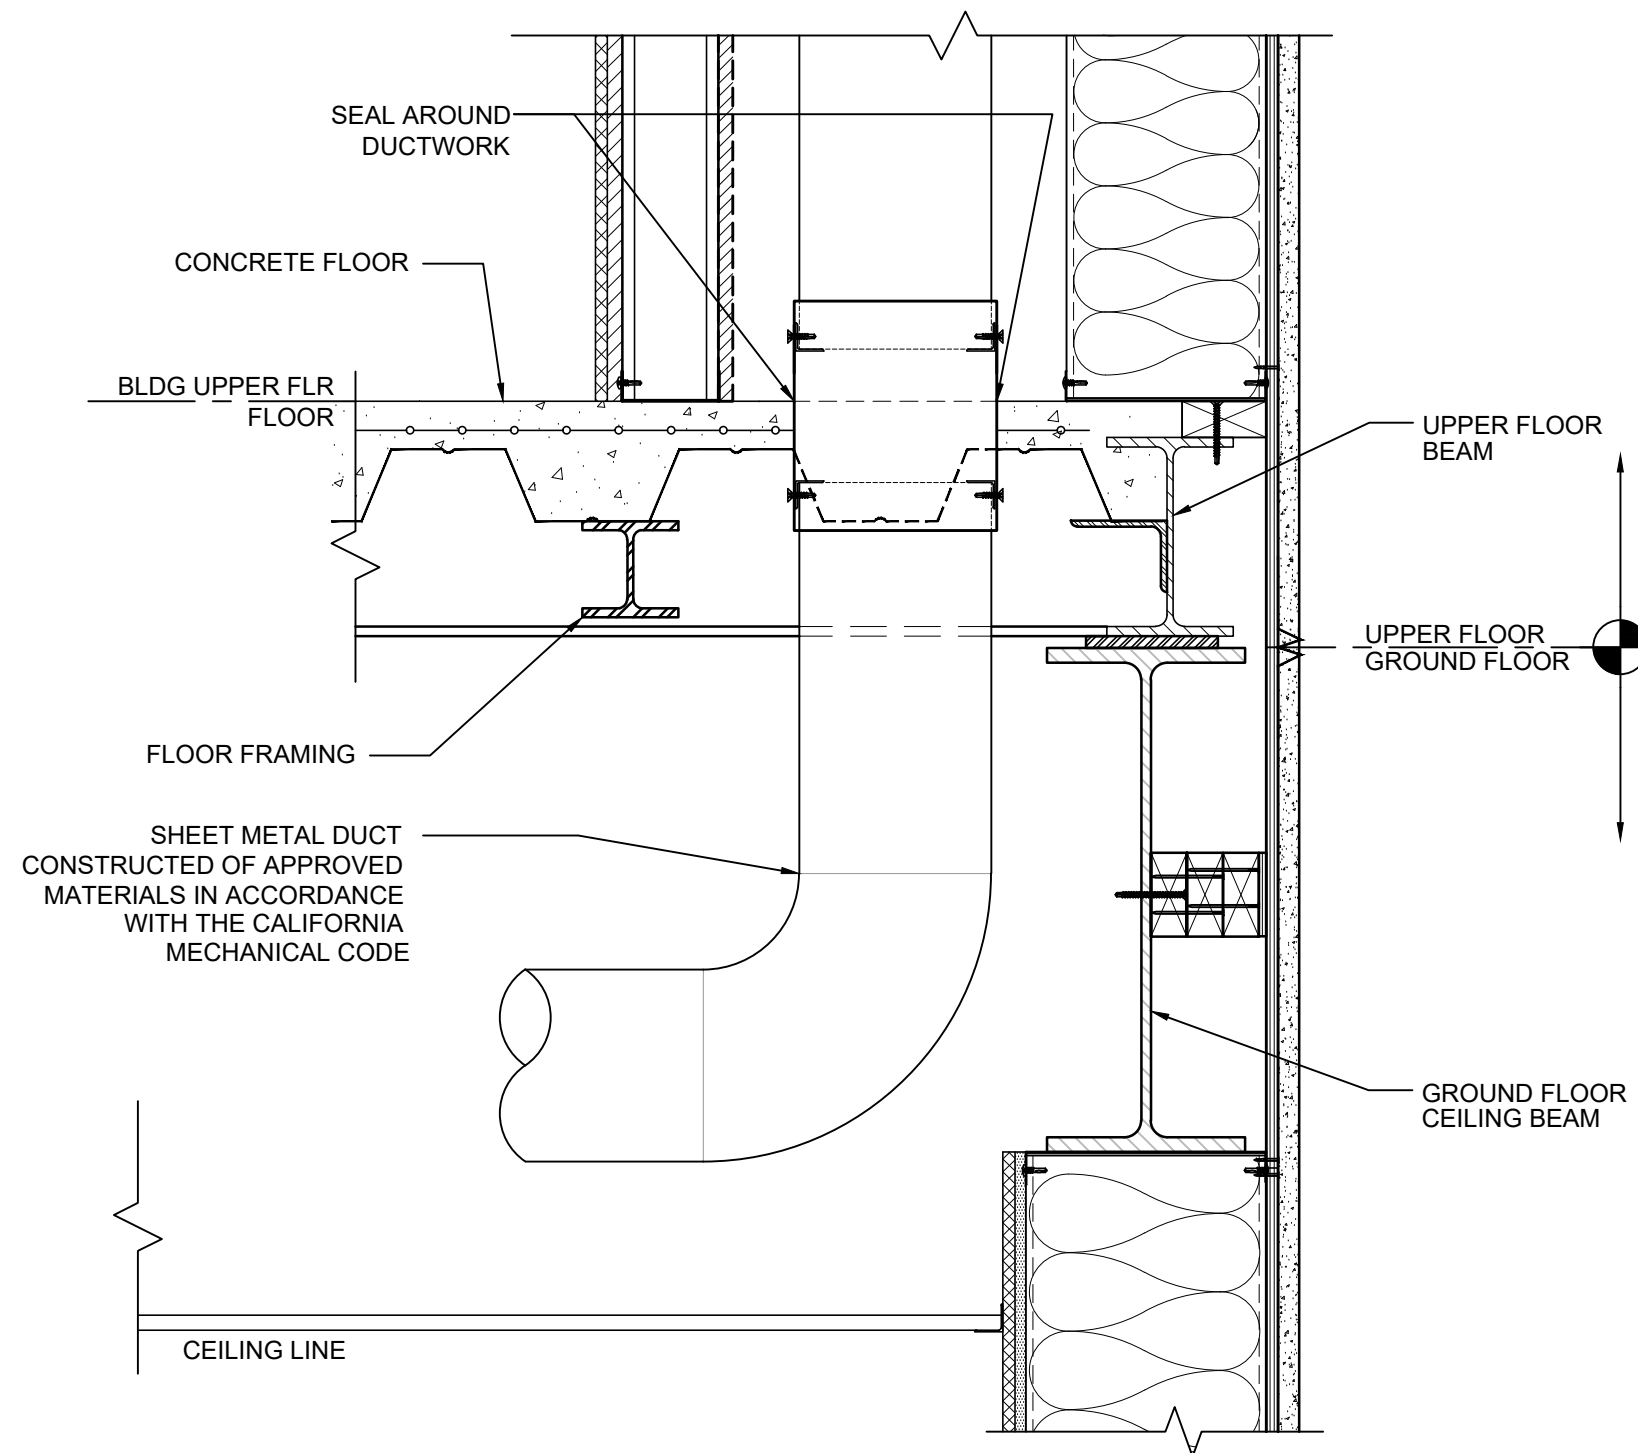 SEAL AROUND
DUCTWORK
CONCRETE FLOOR
BLDG UPPER FLR
FLOOR
UPPER FLOOR
BEAM
UPPER FLOOR
GROUND FLOOR
FLOOR FRAMING
SHEET METAL DUCT
CONSTRUCTED OF APPROVED
MATERIALS IN ACCORDANCE
WITH THE CALIFORNIA
MECHANICAL CODE
GROUND FLOOR
CEILING BEAM
CEILING LINE